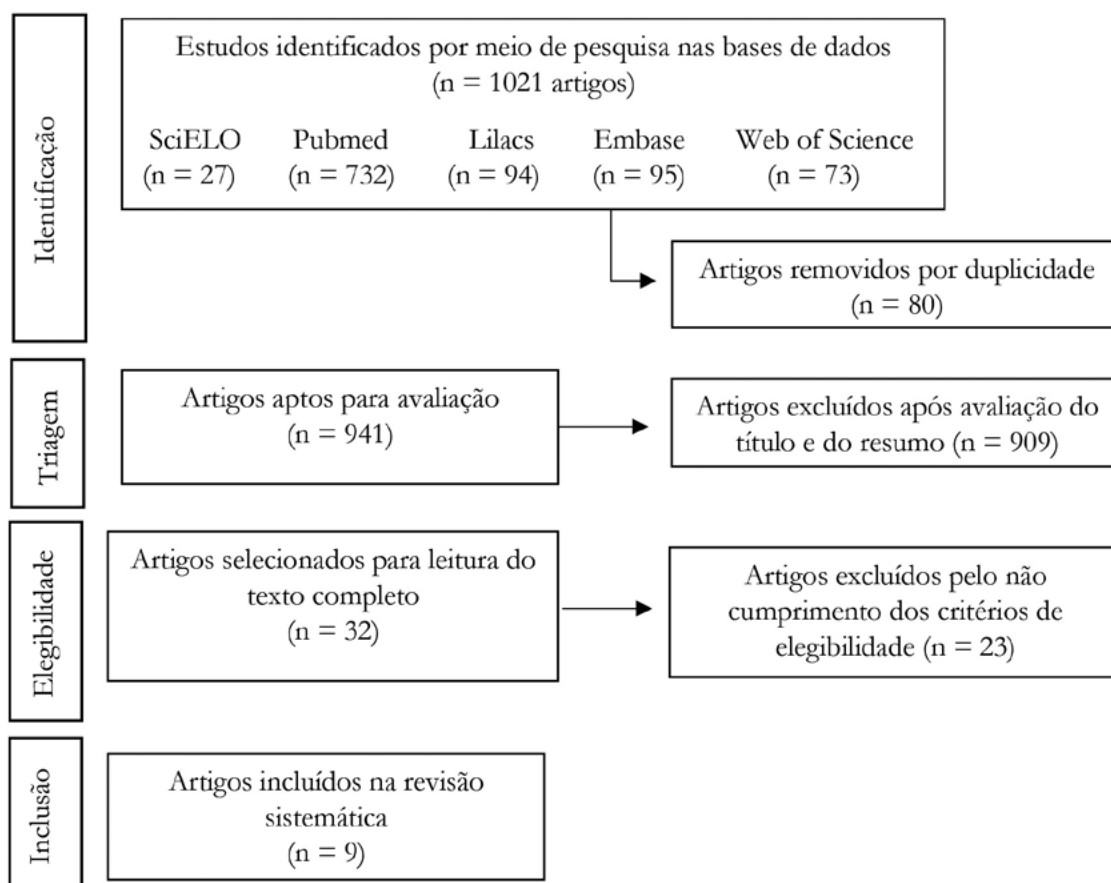 Identificação
Estudos identificados por meio de pesquisa nas bases de dados
(n = 1021 artigos)
SciELO Pubmed Lilacs Embase Web of Science
(n = 27) (n = 732) (n = 94) (n = 95) (n = 73)
Artigos removidos por duplicidade
(n = 80)
Triagem
Artigos aptos para avaliação
(n = 941)
Artigos excluídos após avaliação do
título e do resumo (n = 909)
Elegibilidade
Artigos selecionados para leitura do
texto completo
(n = 32)
Artigos excluídos pelo não
cumprimento dos critérios de
elegibilidade (n = 23)
Inclusão
Artigos incluídos na revisão
sistemática
(n = 9)